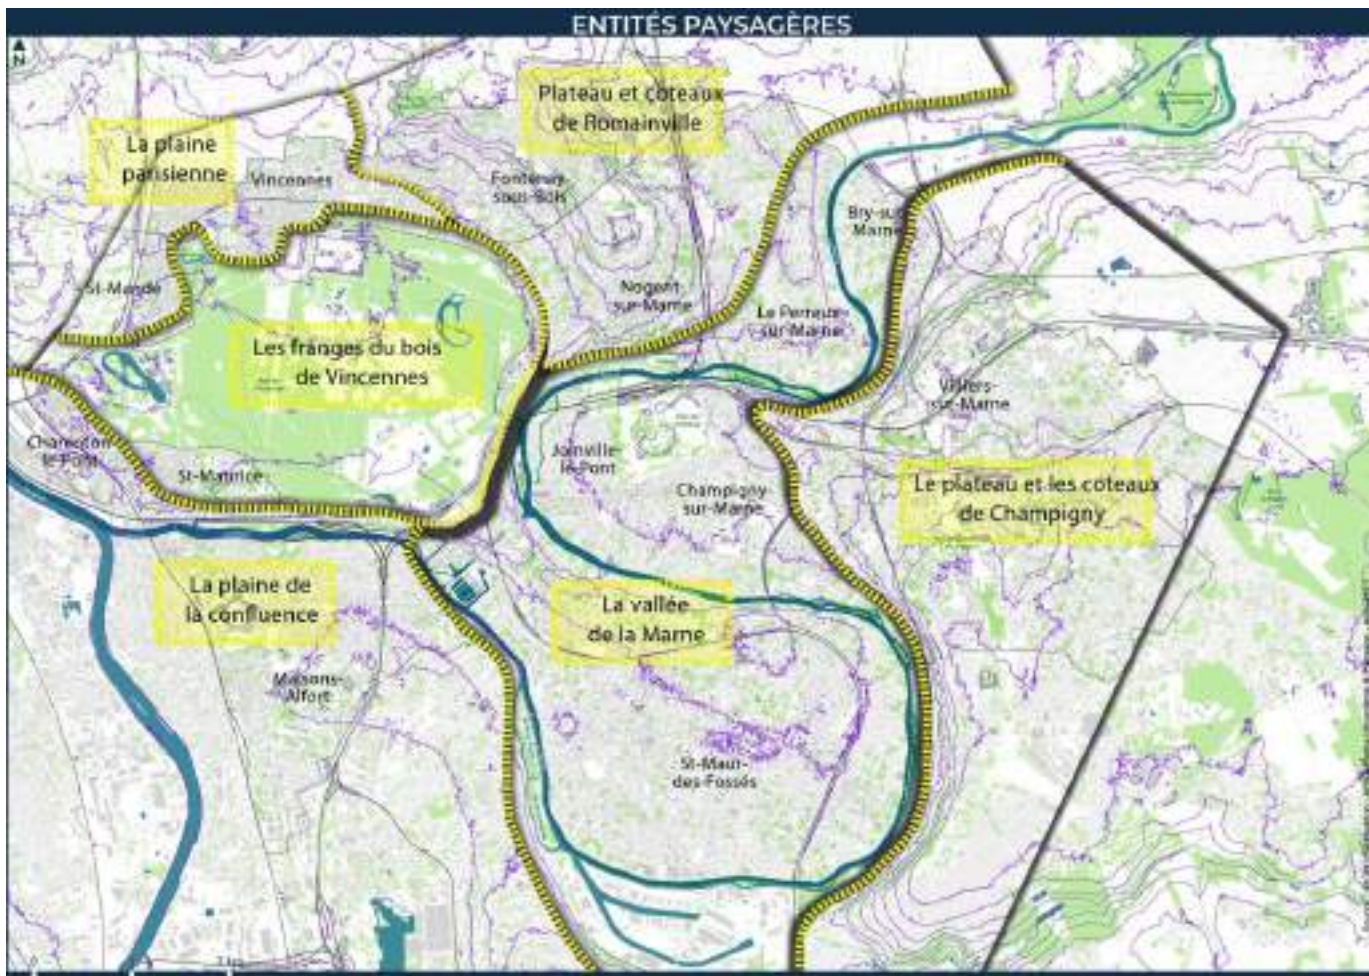 ENTITÉS PAYSAGÈRES
N
Plateau et coteaux
de Romainville
La plaine
parisienne
Vincennes
Fontenay-
sous-Bois
Bry-sur-
Marne
St-Mandé
Nogent-
sur-Marne
Le Perreux-
sur-Marne
Les franges du bois
de Vincennes
Villiers-
sur-Marne
Charenton-
le-Pont
St-Maurice
Joinville-
le-Pont
Champigny-
sur-Marne
Le plateau et les coteaux
de Champigny
La plaine de
la confluence
La vallée
de la Marne
Maisons-
Alfort
St-Maur-
des-Fossés